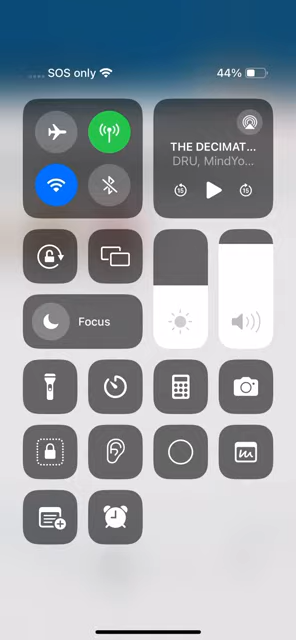 SOS only
44%
THE DECIMAT...
DRU, MindYo...
15
15
Focus